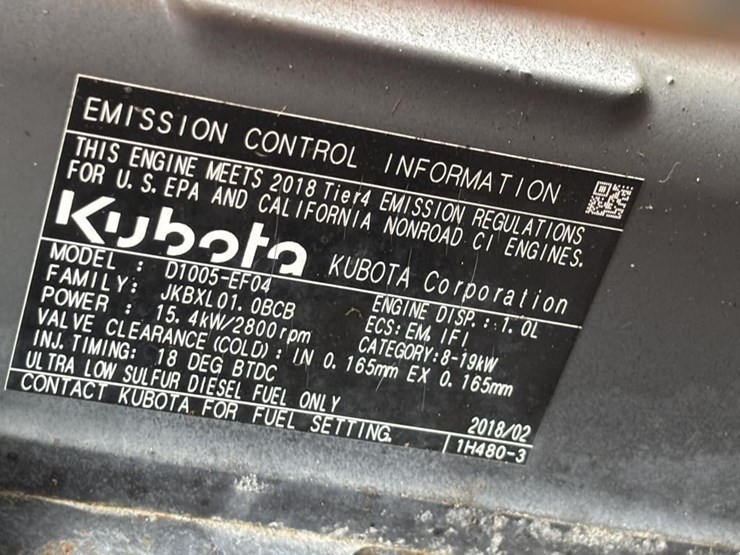 EMISSION CONTROL INFORMATION
THIS ENGINE MEETS 2018 Tier4 EMISSION REGULATIONS
FOR U.S. EPA AND CALIFORNIA NONROAD CI ENGINES.
Kubota KUBOTA Corporation
MODEL : D1005-EF04 ENGINE DISP.: 1.0L
FAMILY: JKBXL01.0BCB ECS: EM, IFI
POWER : 15.4kW/2800rpm CATEGORY:8-19kW
VALVE CLEARANCE (COLD) : IN 0.165mm EX 0.165mm
INJ. TIMING: 18 DEG BTDC
ULTRA LOW SULFUR DIESEL FUEL ONLY 2018/02
CONTACT KUBOTA FOR FUEL SETTING. 1H480-3